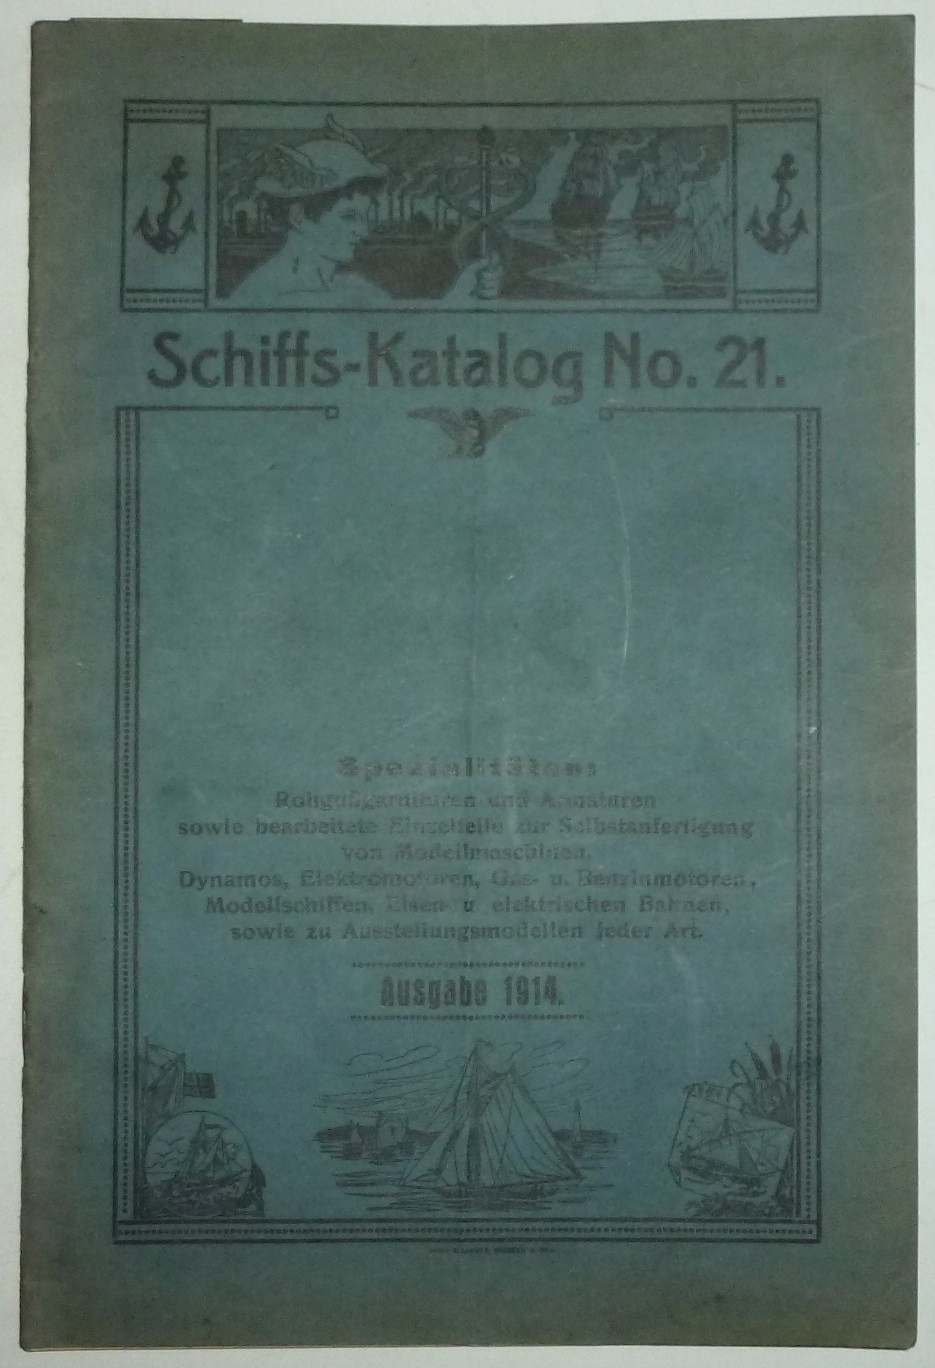 Schiffs-Katalog No. 21.
Spezialitäten:
Rohgußgarnituren und Armaturen
sowie bearbeitete Einzelteile zur Selbstanfertigung
von Modellmaschinen,
Dynamos, Elektromotoren, Gas- u. Benzinmotoren,
Modellschiffen, Eisen- u. elektrischen Bahnen,
sowie zu Ausstellungsmodellen jeder Art.
Ausgabe 1914.